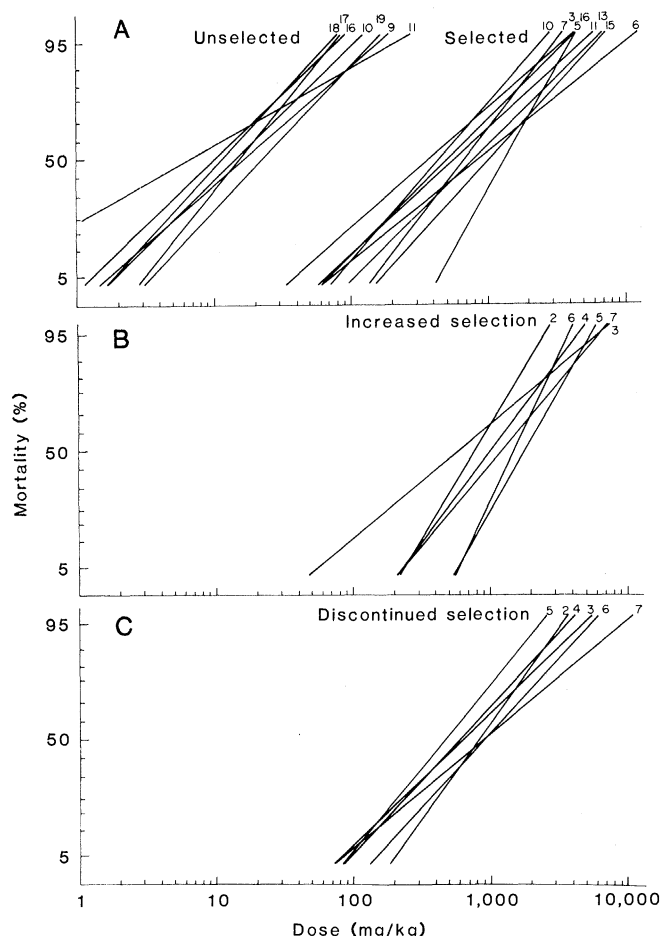 A
Unselected
Selected
17
19
18 16 10 9 11
3 16 13
10 7 5 11 15 6
95
50
5
B
Increased selection
2 6 4 5 7
3
95
50
5
C
Discontinued selection
5 2 4 3 6 7
95
50
5
Mortality (%)
1 10 100 1,000 10,000
Dose (mg/kg)